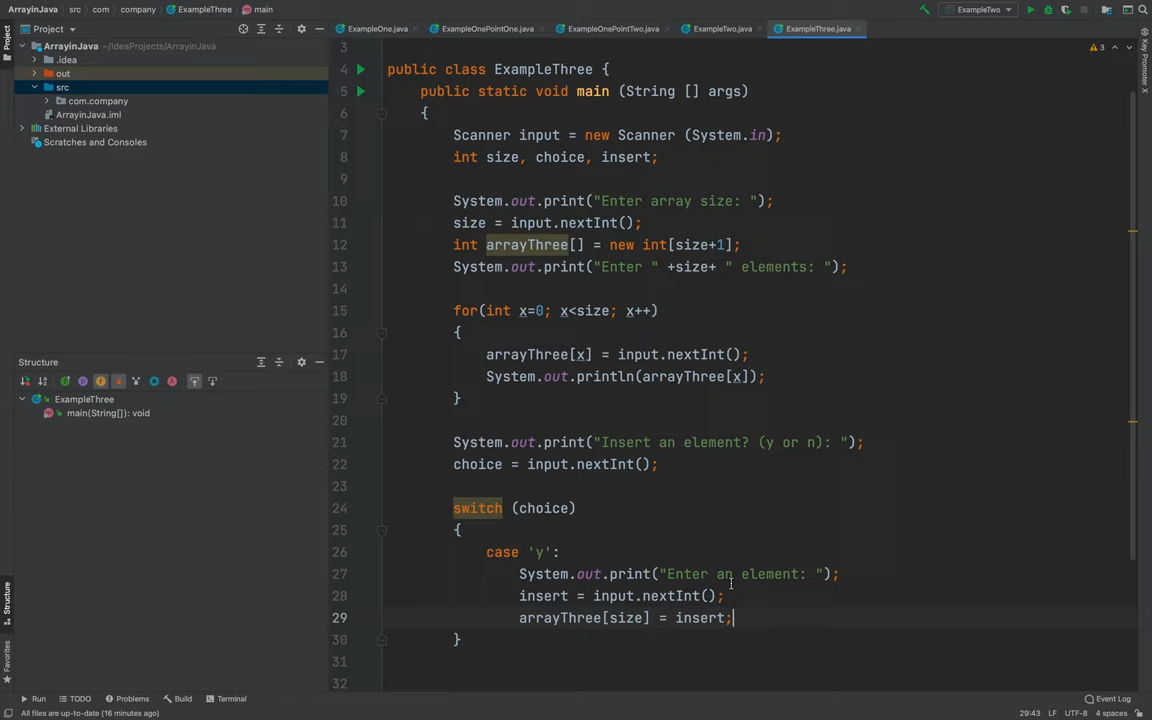 ArrayinJava › src › com › company › ExampleThree › main
ExampleTwo
Project
ExampleOne.java
ExampleOnePointOne.java
ExampleOnePointTwo.java
ExampleTwo.java
ExampleThree.java
ArrayinJava ~/IdeaProjects/ArrayinJava
.idea
out
src
com.company
ArrayinJava.iml
External Libraries
Scratches and Consoles
Structure
ExampleThree
main(String[]): void
3
4 public class ExampleThree {
5 public static void main (String [] args)
6 {
7 Scanner input = new Scanner (System.in);
8 int size, choice, insert;
9
10 System.out.print("Enter array size: ");
11 size = input.nextInt();
12 int arrayThree[] = new int[size+1];
13 System.out.print("Enter " +size+ " elements: ");
14
15 for(int x=0; x<size; x++)
16 {
17 arrayThree[x] = input.nextInt();
18 System.out.println(arrayThree[x]);
19 }
20
21 System.out.print("Insert an element? (y or n): ");
22 choice = input.nextInt();
23
24 switch (choice)
25 {
26 case 'y':
27 System.out.print("Enter an element: ");
28 insert = input.nextInt();
29 arrayThree[size] = insert;
30 }
31
32
3
Project
Structure
Favorites
Key Promoter X
Run
TODO
Problems
Build
Terminal
Event Log
All files are up-to-date (16 minutes ago)
29:43 LF UTF-8 4 spaces